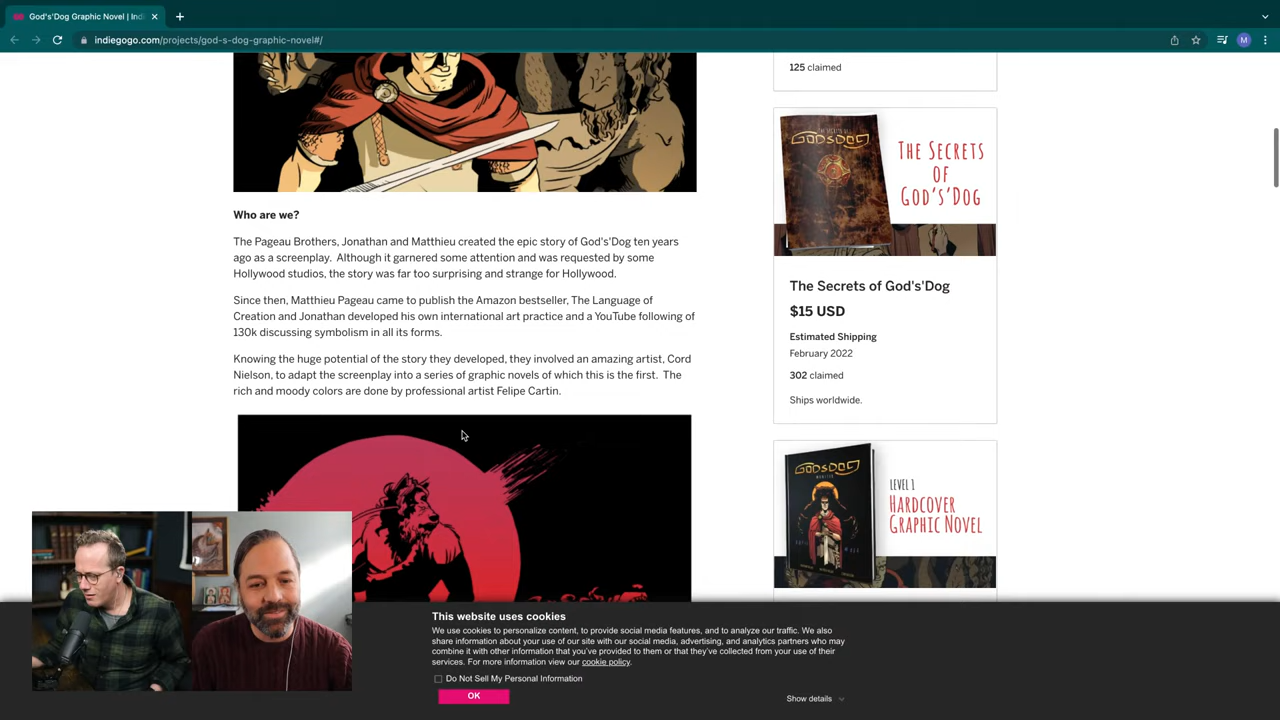 God's'Dog Graphic Novel | Indi
indiegogo.com/projects/god-s-dog-graphic-novel#/
M
125 claimed
THE SECRETS OF
GODSDOG
THE SECRETS
OF
GOD'S'DOG
Who are we?
The Pageau Brothers, Jonathan and Matthieu created the epic story of God's'Dog ten years
ago as a screenplay. Although it garnered some attention and was requested by some
Hollywood studios, the story was far too surprising and strange for Hollywood.
Since then, Matthieu Pageau came to publish the Amazon bestseller, The Language of
Creation and Jonathan developed his own international art practice and a YouTube following of
130k discussing symbolism in all its forms.
Knowing the huge potential of the story they developed, they involved an amazing artist, Cord
Nielson, to adapt the screenplay into a series of graphic novels of which this is the first. The
rich and moody colors are done by professional artist Felipe Cartin.
The Secrets of God's'Dog
$15 USD
Estimated Shipping
February 2022
302 claimed
Ships worldwide.
GODSDOG
MONSTER
LEVEL 1
HARDCOVER
GRAPHIC NOVEL
This website uses cookies
We use cookies to personalize content, to provide social media features, and to analyze our traffic. We also
share information about your use of our site with our social media, advertising, and analytics partners who may
combine it with other information that you've provided to them or that they've collected from your use of their
services. For more information view our cookie policy.
Do Not Sell My Personal Information
OK
Show details